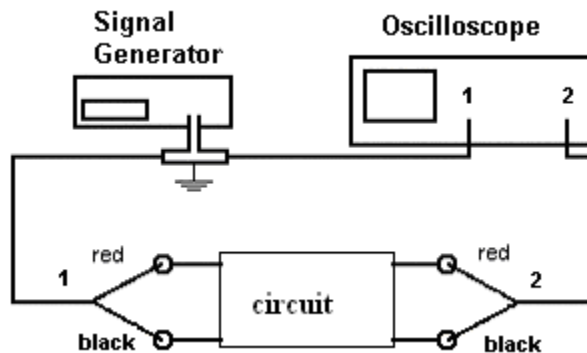 Signal
Generator
Oscilloscope
1
2
red
1
black
circuit
red
2
black